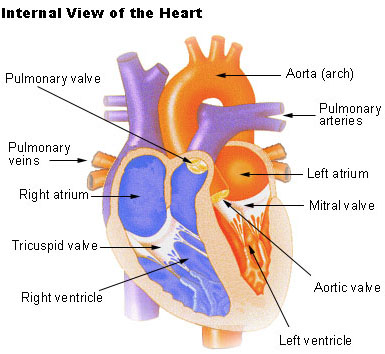 Internal View of the Heart
Pulmonary valve
Aorta (arch)
Pulmonary
arteries
Pulmonary
veins
Left atrium
Right atrium
Mitral valve
Tricuspid valve
Aortic valve
Right ventricle
Left ventricle